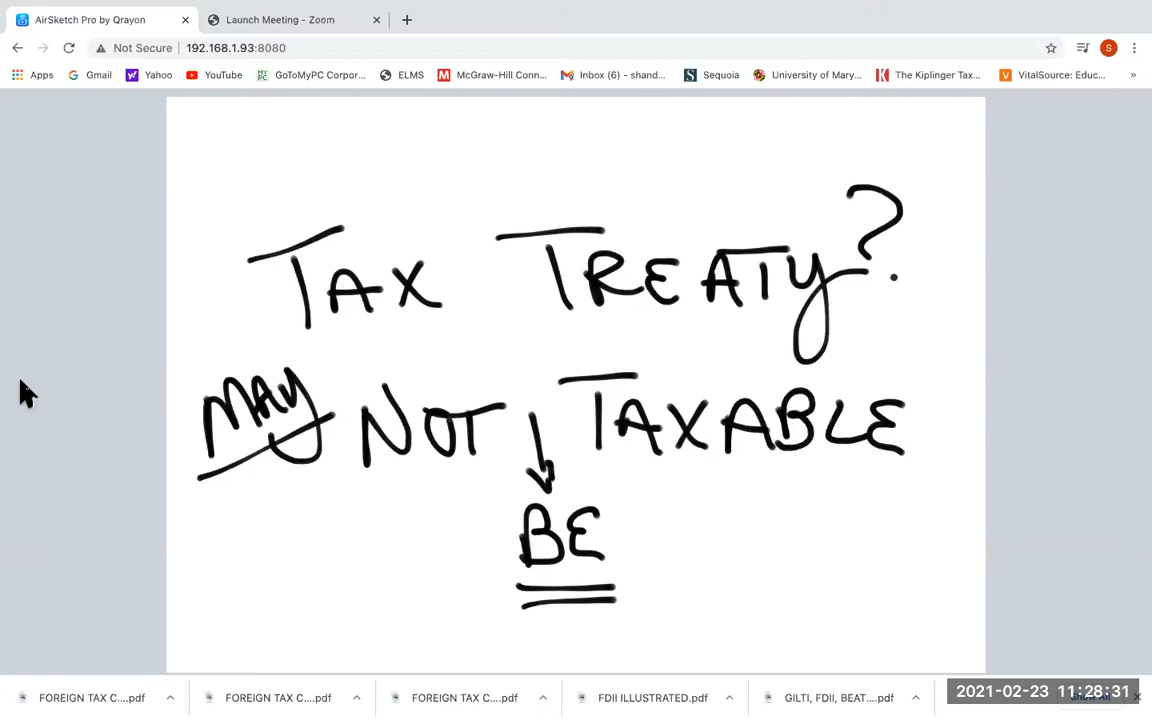 AirSketch Pro by Qrayon
Launch Meeting - Zoom
Not Secure 192.168.1.93:8080
S
Apps Gmail Yahoo YouTube GoToMyPC Corpor... ELMS McGraw-Hill Conn... Inbox (6) - shand... Sequoia University of Mary... The Kiplinger Tax... VitalSource: Educ... »
TAX TREATY?
MAY NOT TAXABLE
BE
FOREIGN TAX C....pdf FOREIGN TAX C....pdf FOREIGN TAX C....pdf FDII ILLUSTRATED.pdf GILTI, FDII, BEAT....pdf
2021-02-23 11:28:31